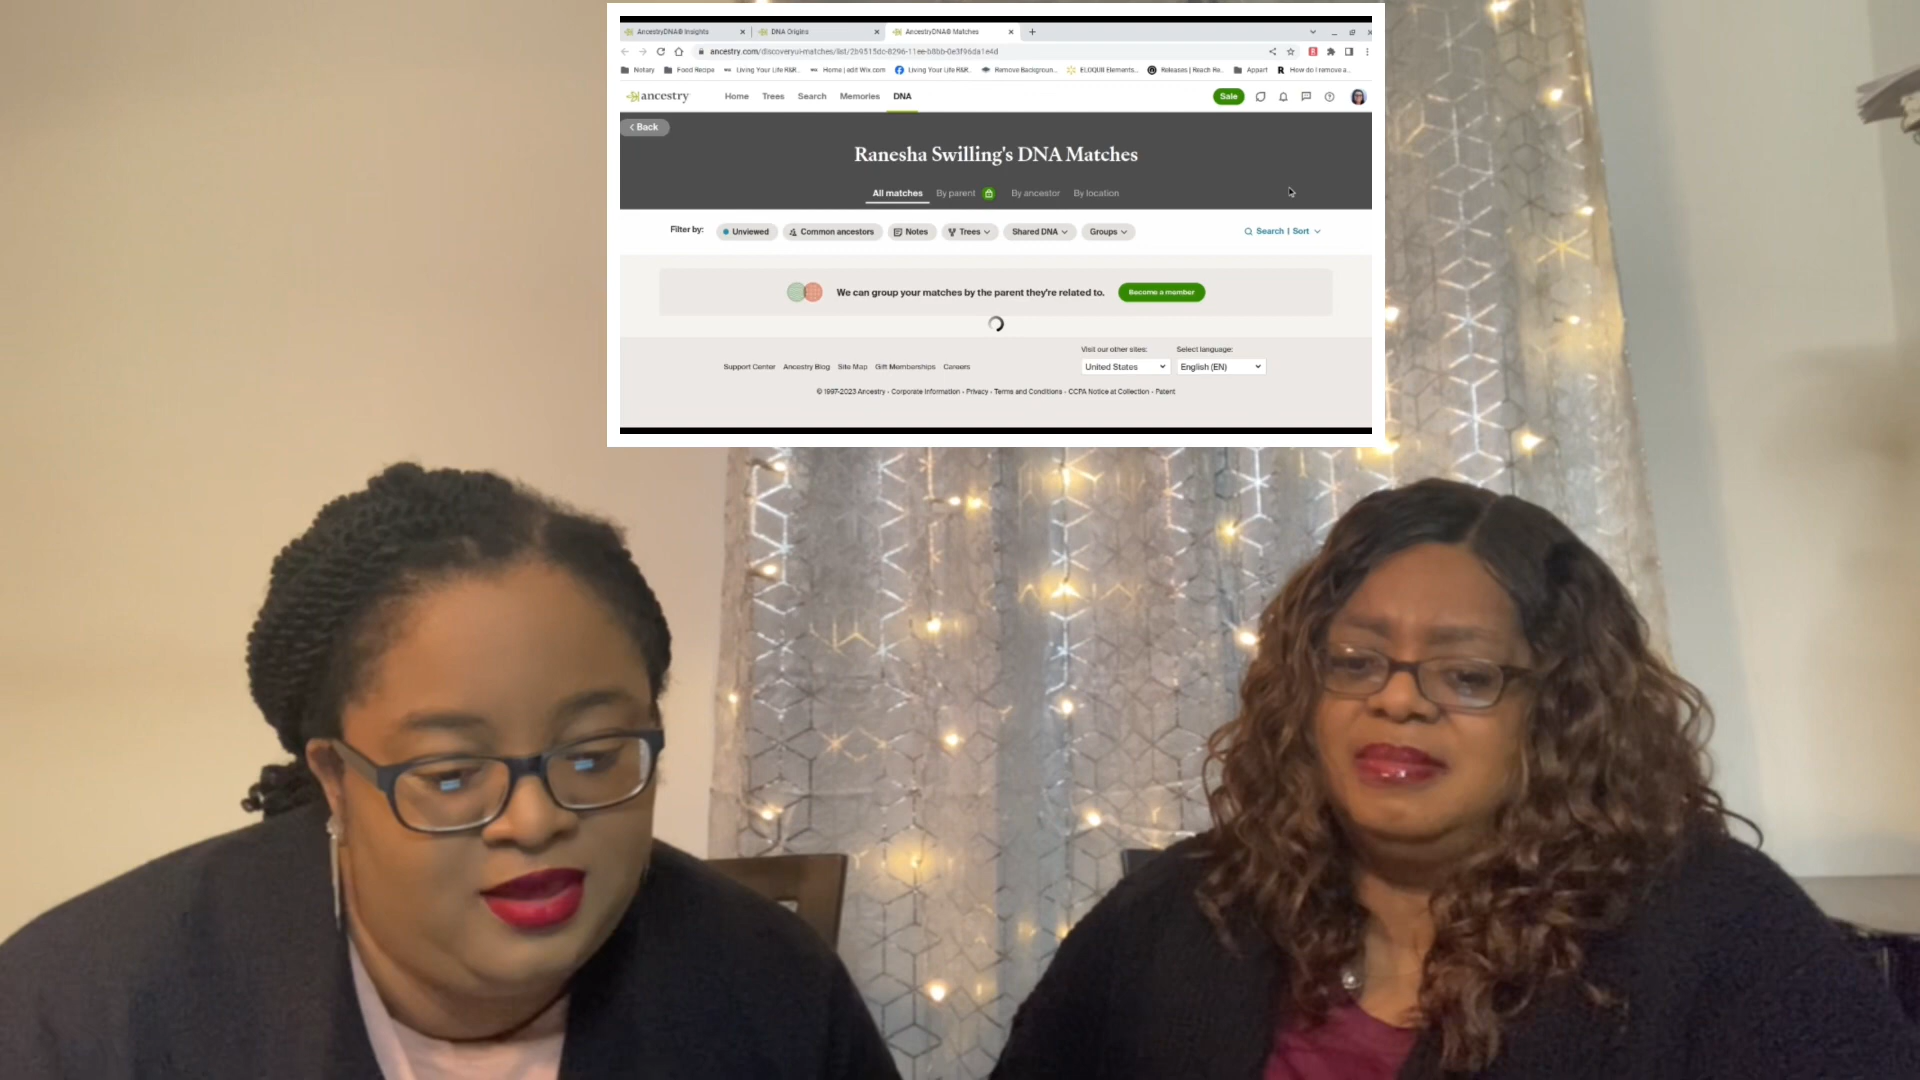 AncestryDNA® Insights
DNA Origins
AncestryDNA® Matches
ancestry.com/discoveryui-matches/list/2b9515dc-8296-11ee-b8bb-0e3f96da1e4d
Notary
Food Recipe
Living Your Life R&R...
Home | edit Wix.com
Living Your Life R&R...
Remove Backgroun...
ELOQUII Elements...
Releases | Reach Re...
Appart
How do I remove a...
ancestry
Home
Trees
Search
Memories
DNA
Sale
Back
Ranesha Swilling's DNA Matches
All matches
By parent
By ancestor
By location
Filter by:
Unviewed
Common ancestors
Notes
Trees
Shared DNA
Groups
Search | Sort
We can group your matches by the parent they're related to.
Become a member
Visit our other sites:
Select language:
Support Center
Ancestry Blog
Site Map
Gift Memberships
Careers
United States
English (EN)
© 1997-2023 Ancestry - Corporate Information - Privacy - Terms and Conditions - CCPA Notice at Collection - Patent